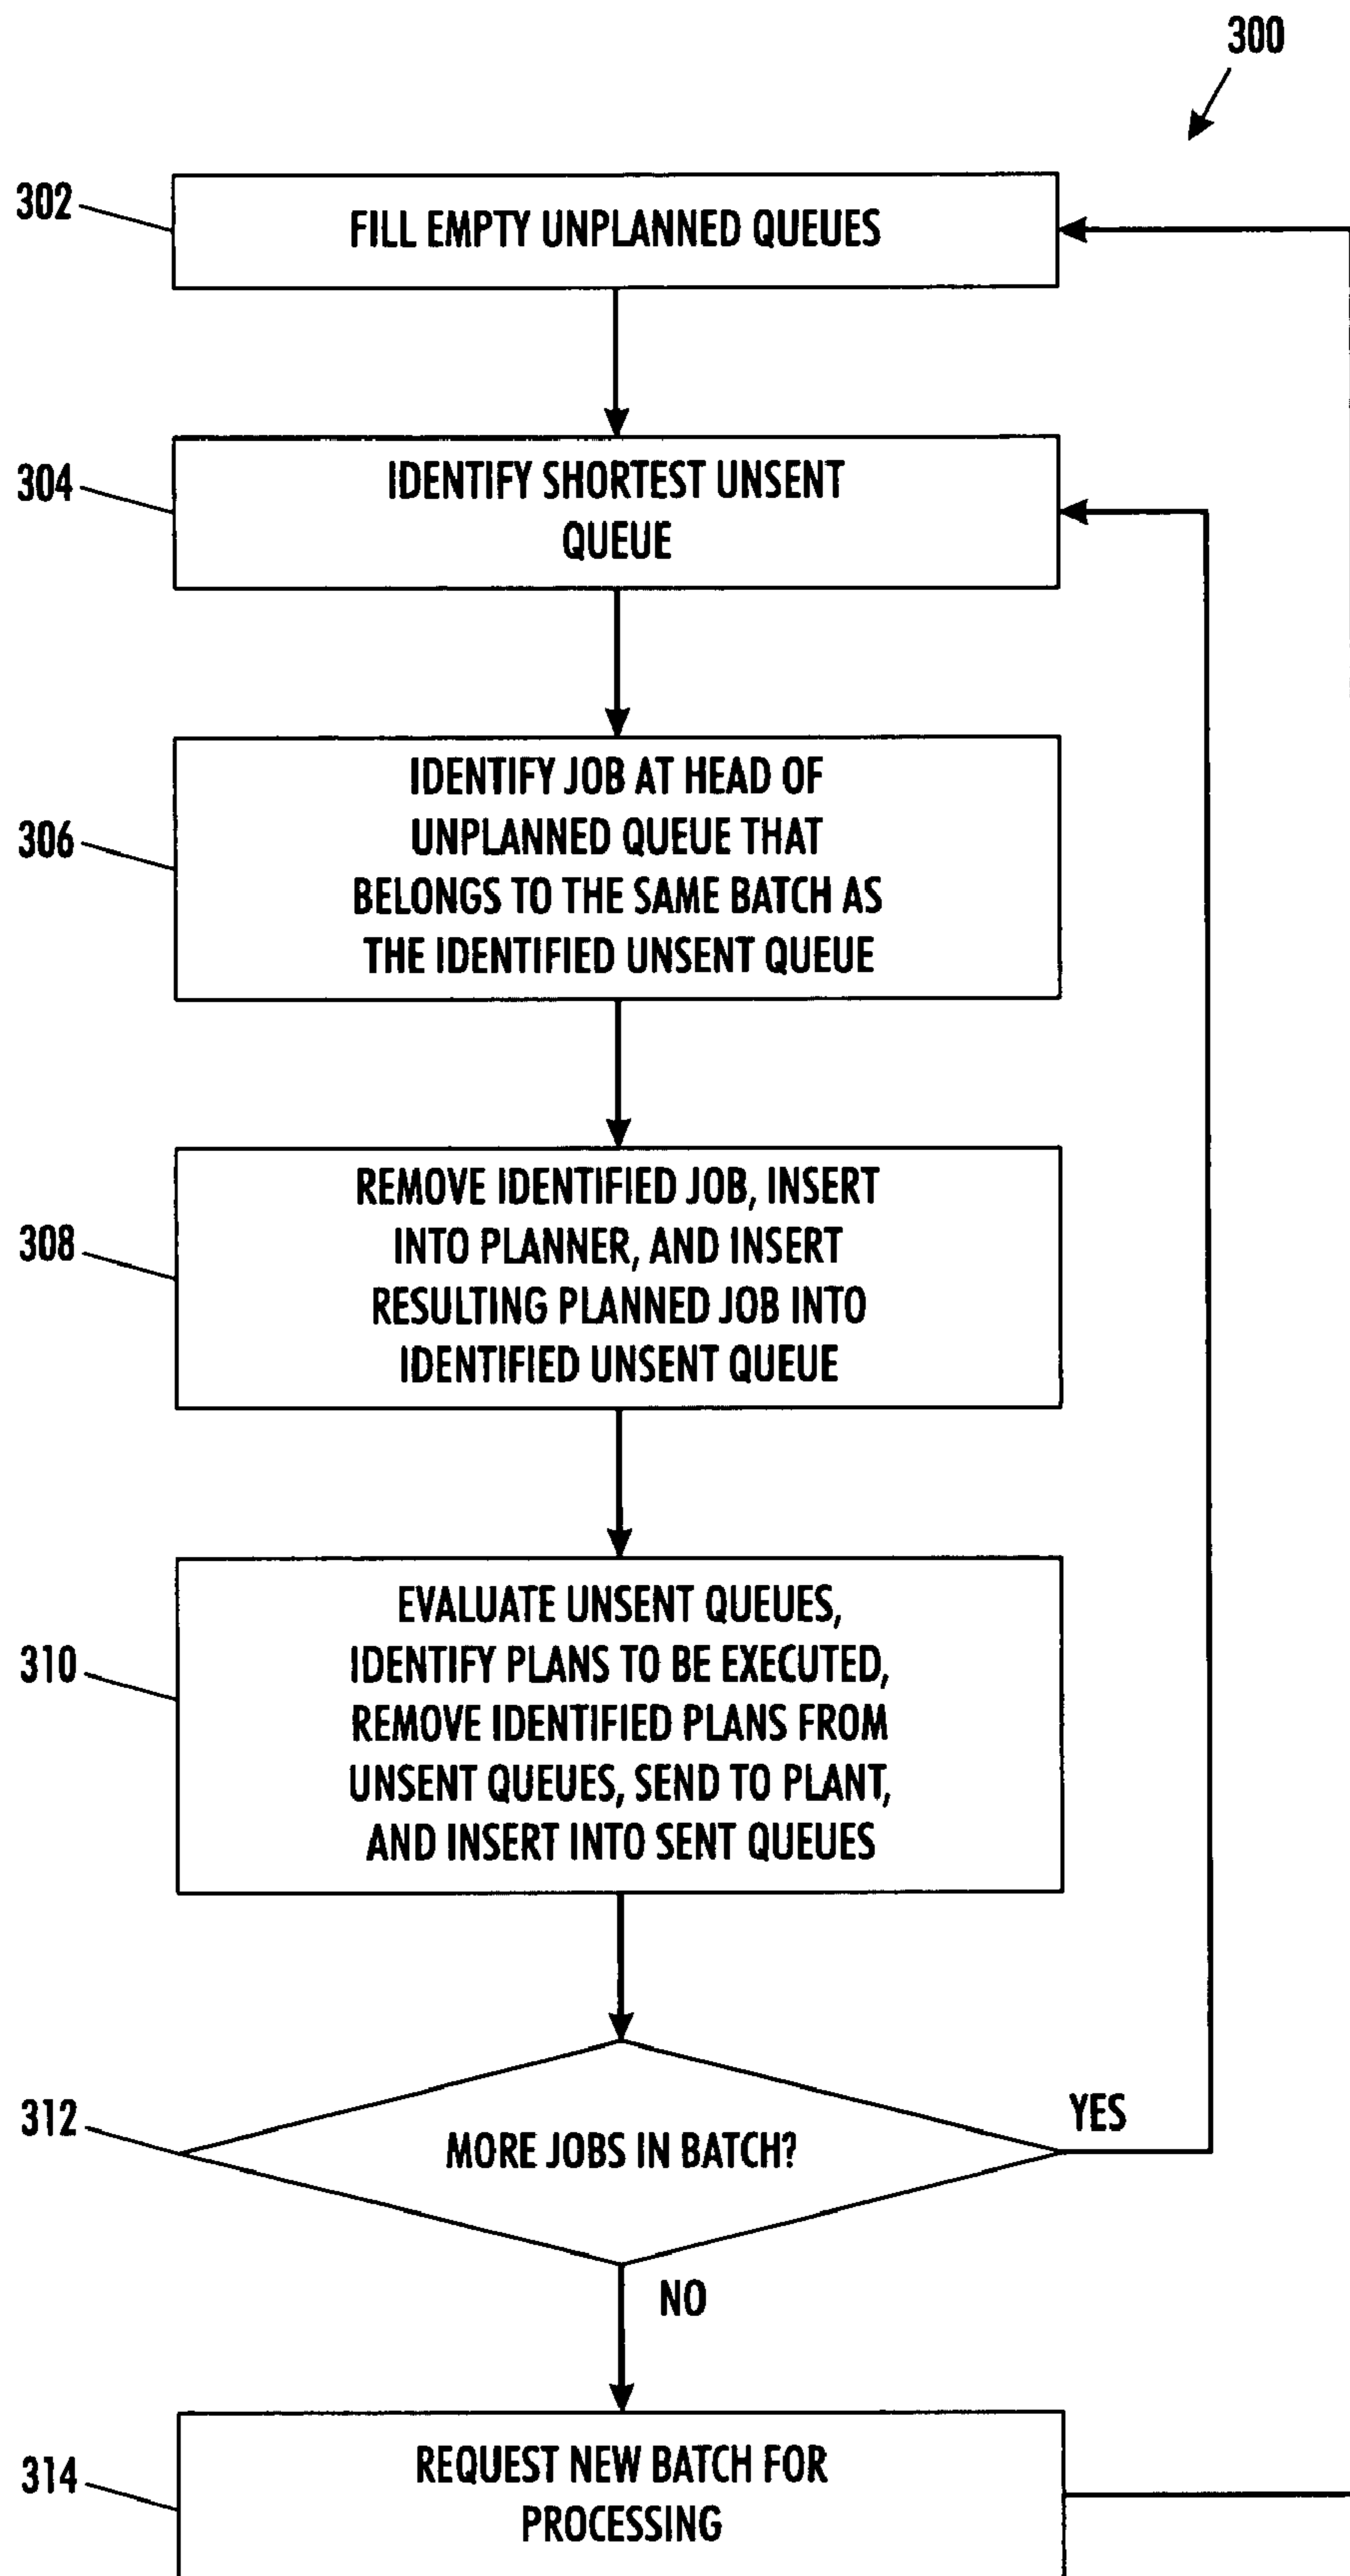 300
302
FILL EMPTY UNPLANNED QUEUES
304
IDENTIFY SHORTEST UNSENT
QUEUE
306
IDENTIFY JOB AT HEAD OF
UNPLANNED QUEUE THAT
BELONGS TO THE SAME BATCH AS
THE IDENTIFIED UNSENT QUEUE
308
REMOVE IDENTIFIED JOB, INSERT
INTO PLANNER, AND INSERT
RESULTING PLANNED JOB INTO
IDENTIFIED UNSENT QUEUE
310
EVALUATE UNSENT QUEUES,
IDENTIFY PLANS TO BE EXECUTED,
REMOVE IDENTIFIED PLANS FROM
UNSENT QUEUES, SEND TO PLANT,
AND INSERT INTO SENT QUEUES
312
MORE JOBS IN BATCH?
YES
NO
314
REQUEST NEW BATCH FOR
PROCESSING